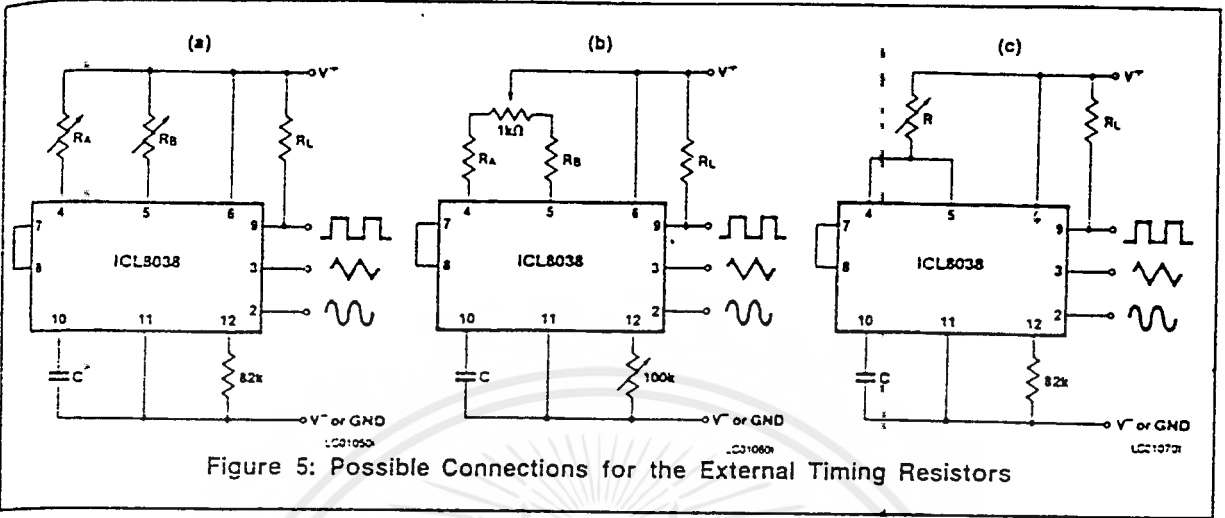 (a)
V+
RA
RB
RL
4
5
6
7
8
ICL8038
9
3
2
10
11
12
C
82k
V- or GND
(b)
V+
1kΩ
RA
RB
RL
4
5
6
7
8
ICL8038
9
3
2
10
11
12
C
100k
V- or GND
(c)
V+
R
RL
4
5
7
8
ICL8038
9
3
2
10
11
12
C
82k
V- or GND
Figure 5: Possible Connections for the External Timing Resistors